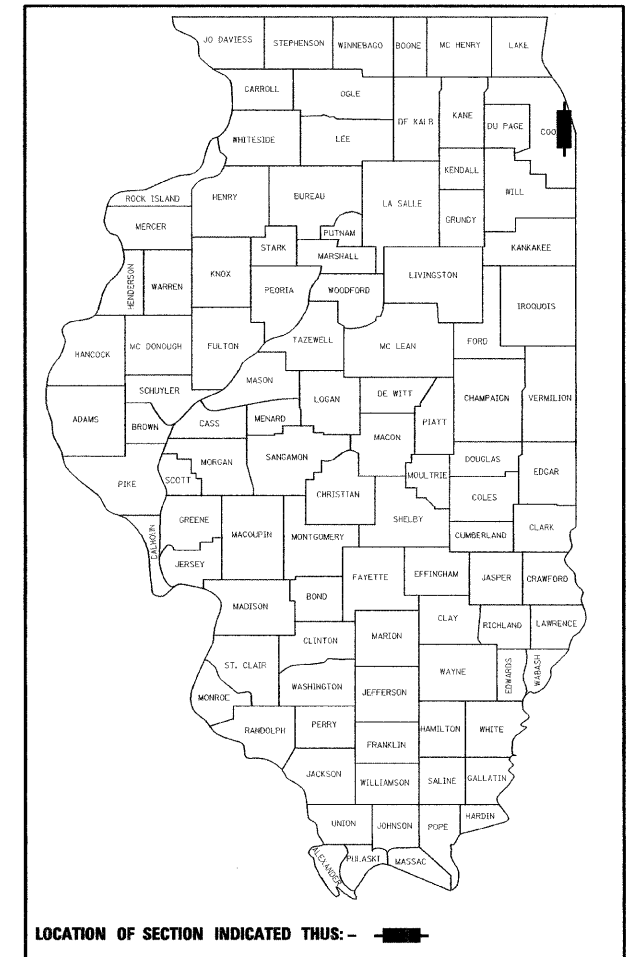 JO DAVIESS STEPHENSON WINNEBAGO BOONE MC HENRY LAKE
CARROLL OGLE
DE KALB KANE DU PAGE COO
WHITESIDE LEE
KENDALL
ROCK ISLAND HENRY BUREAU LA SALLE GRUNDY WILL
MERCER PUTNAM
STARK MARSHALL KANKAKEE
HENDERSON WARREN KNOX PEORIA WOODFORD LIVINGSTON IROQUOIS
HANCOCK MC DONOUGH FULTON TAZEWELL MC LEAN FORD
MASON
SCHUYLER LOGAN DE WITT CHAMPAIGN VERMILION
ADAMS BROWN CASS MENARD PIATT
MACON
MORGAN SANGAMON DOUGLAS
PIKE SCOTT CHRISTIAN MOULTRIE EDGAR
COLES
GREENE MACOUPIN SHELBY
CALHOUN MONTGOMERY CUMBERLAND CLARK
JERSEY
FAYETTE EFFINGHAM JASPER CRAWFORD
MADISON BOND
CLAY RICHLAND LAWRENCE
CLINTON MARION
ST. CLAIR WAYNE EDWARDS WABASH
WASHINGTON JEFFERSON
MONROE
RANDOLPH PERRY HAMILTON WHITE
FRANKLIN
JACKSON WILLIAMSON SALINE GALLATIN
HARDIN
UNION JOHNSON POPE
ALEXANDER PULASKI MASSAC
LOCATION OF SECTION INDICATED THUS: -